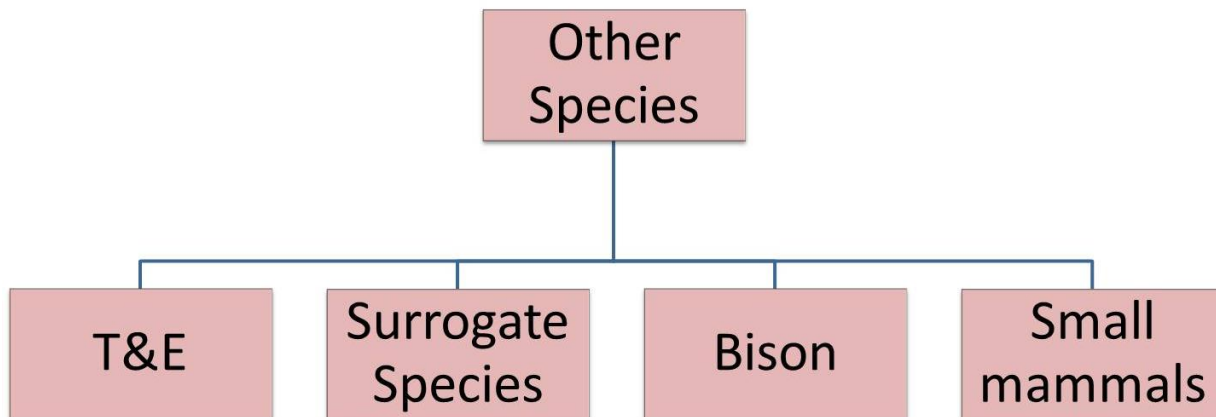 Other
Species
T&E
Surrogate
Species
Bison
Small
mammals